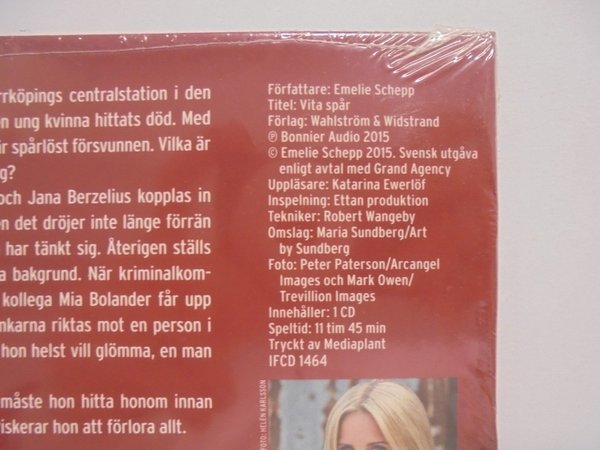 rköpings centralstation i den
n ung kvinna hittats död. Med
r spårlöst försvunnen. Vilka är
g?
och Jana Berzelius kopplas in
en det dröjer inte länge förrän
har tänkt sig. Återigen ställs
a bakgrund. När kriminalkom-
kollega Mia Bolander får upp
nkarna riktas mot en person i
hon helst vill glömma, en man
måste hon hitta honom innan
iskerar hon att förlora allt.
Författare: Emelie Schepp
Titel: Vita spår
Förlag: Wahlström & Widstrand
℗ Bonnier Audio 2015
© Emelie Schepp 2015. Svensk utgåva
enligt avtal med Grand Agency
Uppläsare: Katarina Ewerlöf
Inspelning: Ettan produktion
Tekniker: Robert Wangeby
Omslag: Maria Sundberg/Art
by Sundberg
Foto: Peter Paterson/Arcangel
Images och Mark Owen/
Trevillion Images
Innehåller: 1 CD
Speltid: 11 tim 45 min
Tryckt av Mediaplant
IFCD 1464
FOTO: HELÉN KARLSSON